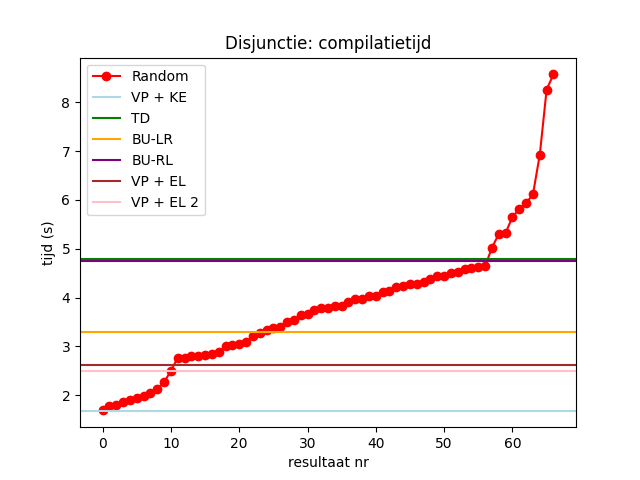 Disjunctie: compilatietijd
Random
VP + KE
TD
BU-LR
BU-RL
VP + EL
VP + EL 2
tijd (s)
8
7
6
5
4
3
2
0 10 20 30 40 50 60
resultaat nr